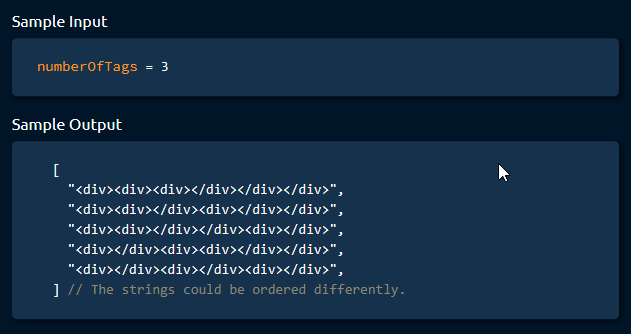 Sample Input
numberOfTags = 3
Sample Output
[
"<div><div><div></div></div></div>",
"<div><div></div><div></div></div>",
"<div><div></div></div><div></div>",
"<div></div><div><div></div></div>",
"<div></div><div></div><div></div>",
] // The strings could be ordered differently.